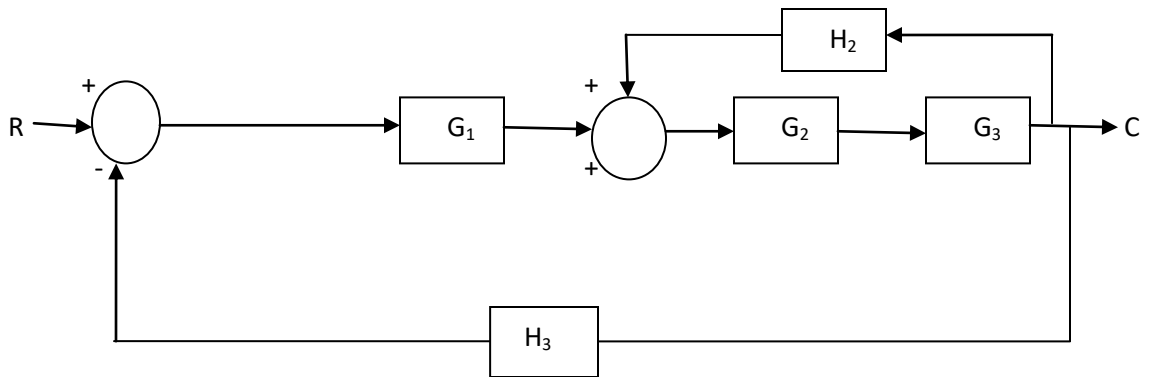 H₂
+
+
R
G₁
G₂
G₃
C
-
+
H₃